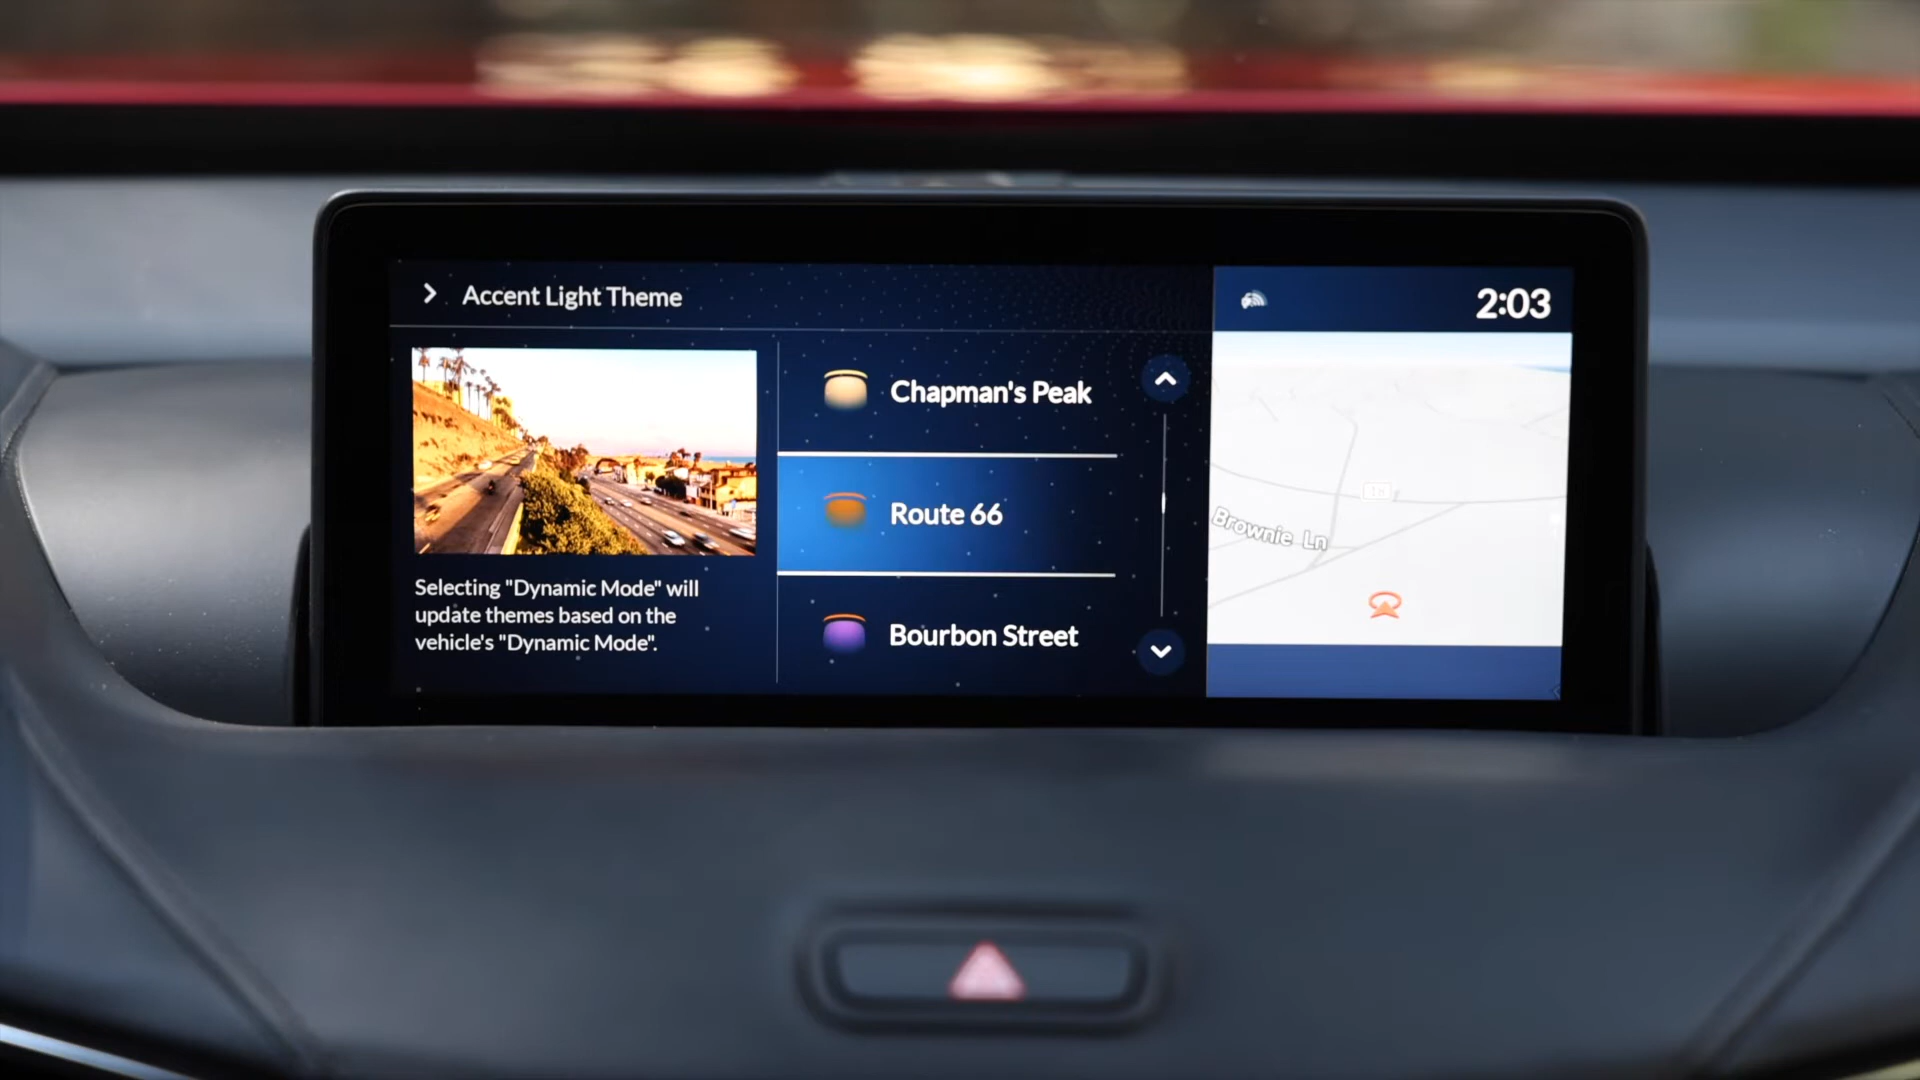 Accent Light Theme
2:03
Chapman's Peak
Route 66
Bourbon Street
Selecting "Dynamic Mode" will
update themes based on the
vehicle's "Dynamic Mode".
Brownie Ln